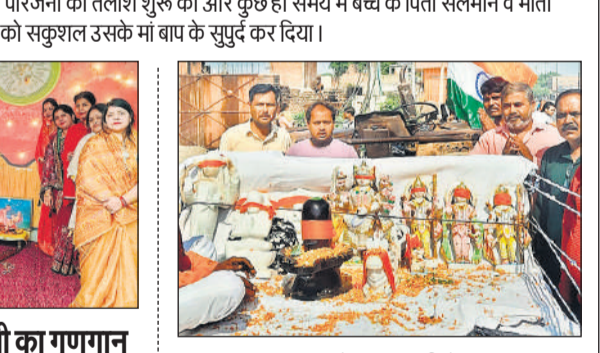 परिजनों की तलाश शुरू की और कुछ ही समय में बच्चे के पिता सलमान व माता
को सकुशल उसके मां बाप के सुपुर्द कर दिया।
का गुणगान